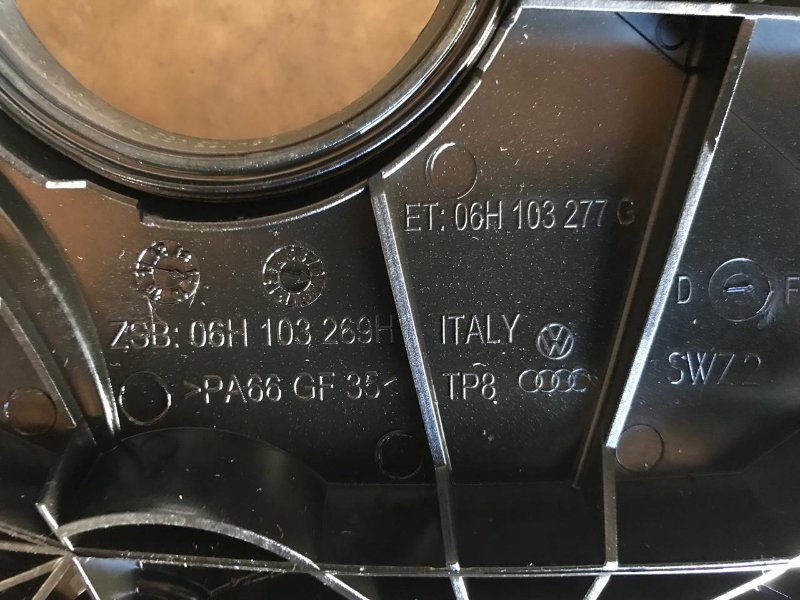 ET: 06H 103 277 G
D F
ZSB: 06H 103 269H
ITALY
SWZ2
>PA66 GF 35<
TP8